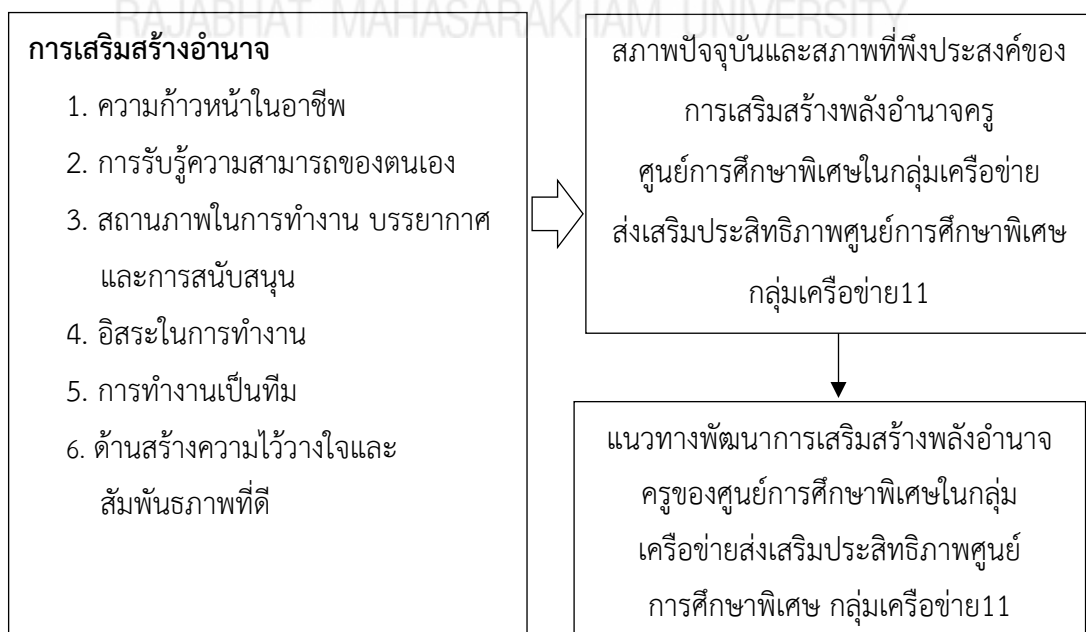 RAJABHAT MAHASARAKHAM UNIVERSITY
การเสริมสร้างอำนาจ
1. ความก้าวหน้าในอาชีพ
2. การรับรู้ความสามารถของตนเอง
3. สถานภาพในการทำงาน บรรยากาศ
และการสนับสนุน
4. อิสระในการทำงาน
5. การทำงานเป็นทีม
6. ด้านสร้างความไว้วางใจและ
สัมพันธภาพที่ดี
สภาพปัจจุบันและสภาพที่พึงประสงค์ของ
การเสริมสร้างพลังอำนาจครู
ศูนย์การศึกษาพิเศษในกลุ่มเครือข่าย
ส่งเสริมประสิทธิภาพศูนย์การศึกษาพิเศษ
กลุ่มเครือข่าย11
แนวทางพัฒนาการเสริมสร้างพลังอำนาจ
ครูของศูนย์การศึกษาพิเศษในกลุ่ม
เครือข่ายส่งเสริมประสิทธิภาพศูนย์
การศึกษาพิเศษ กลุ่มเครือข่าย11